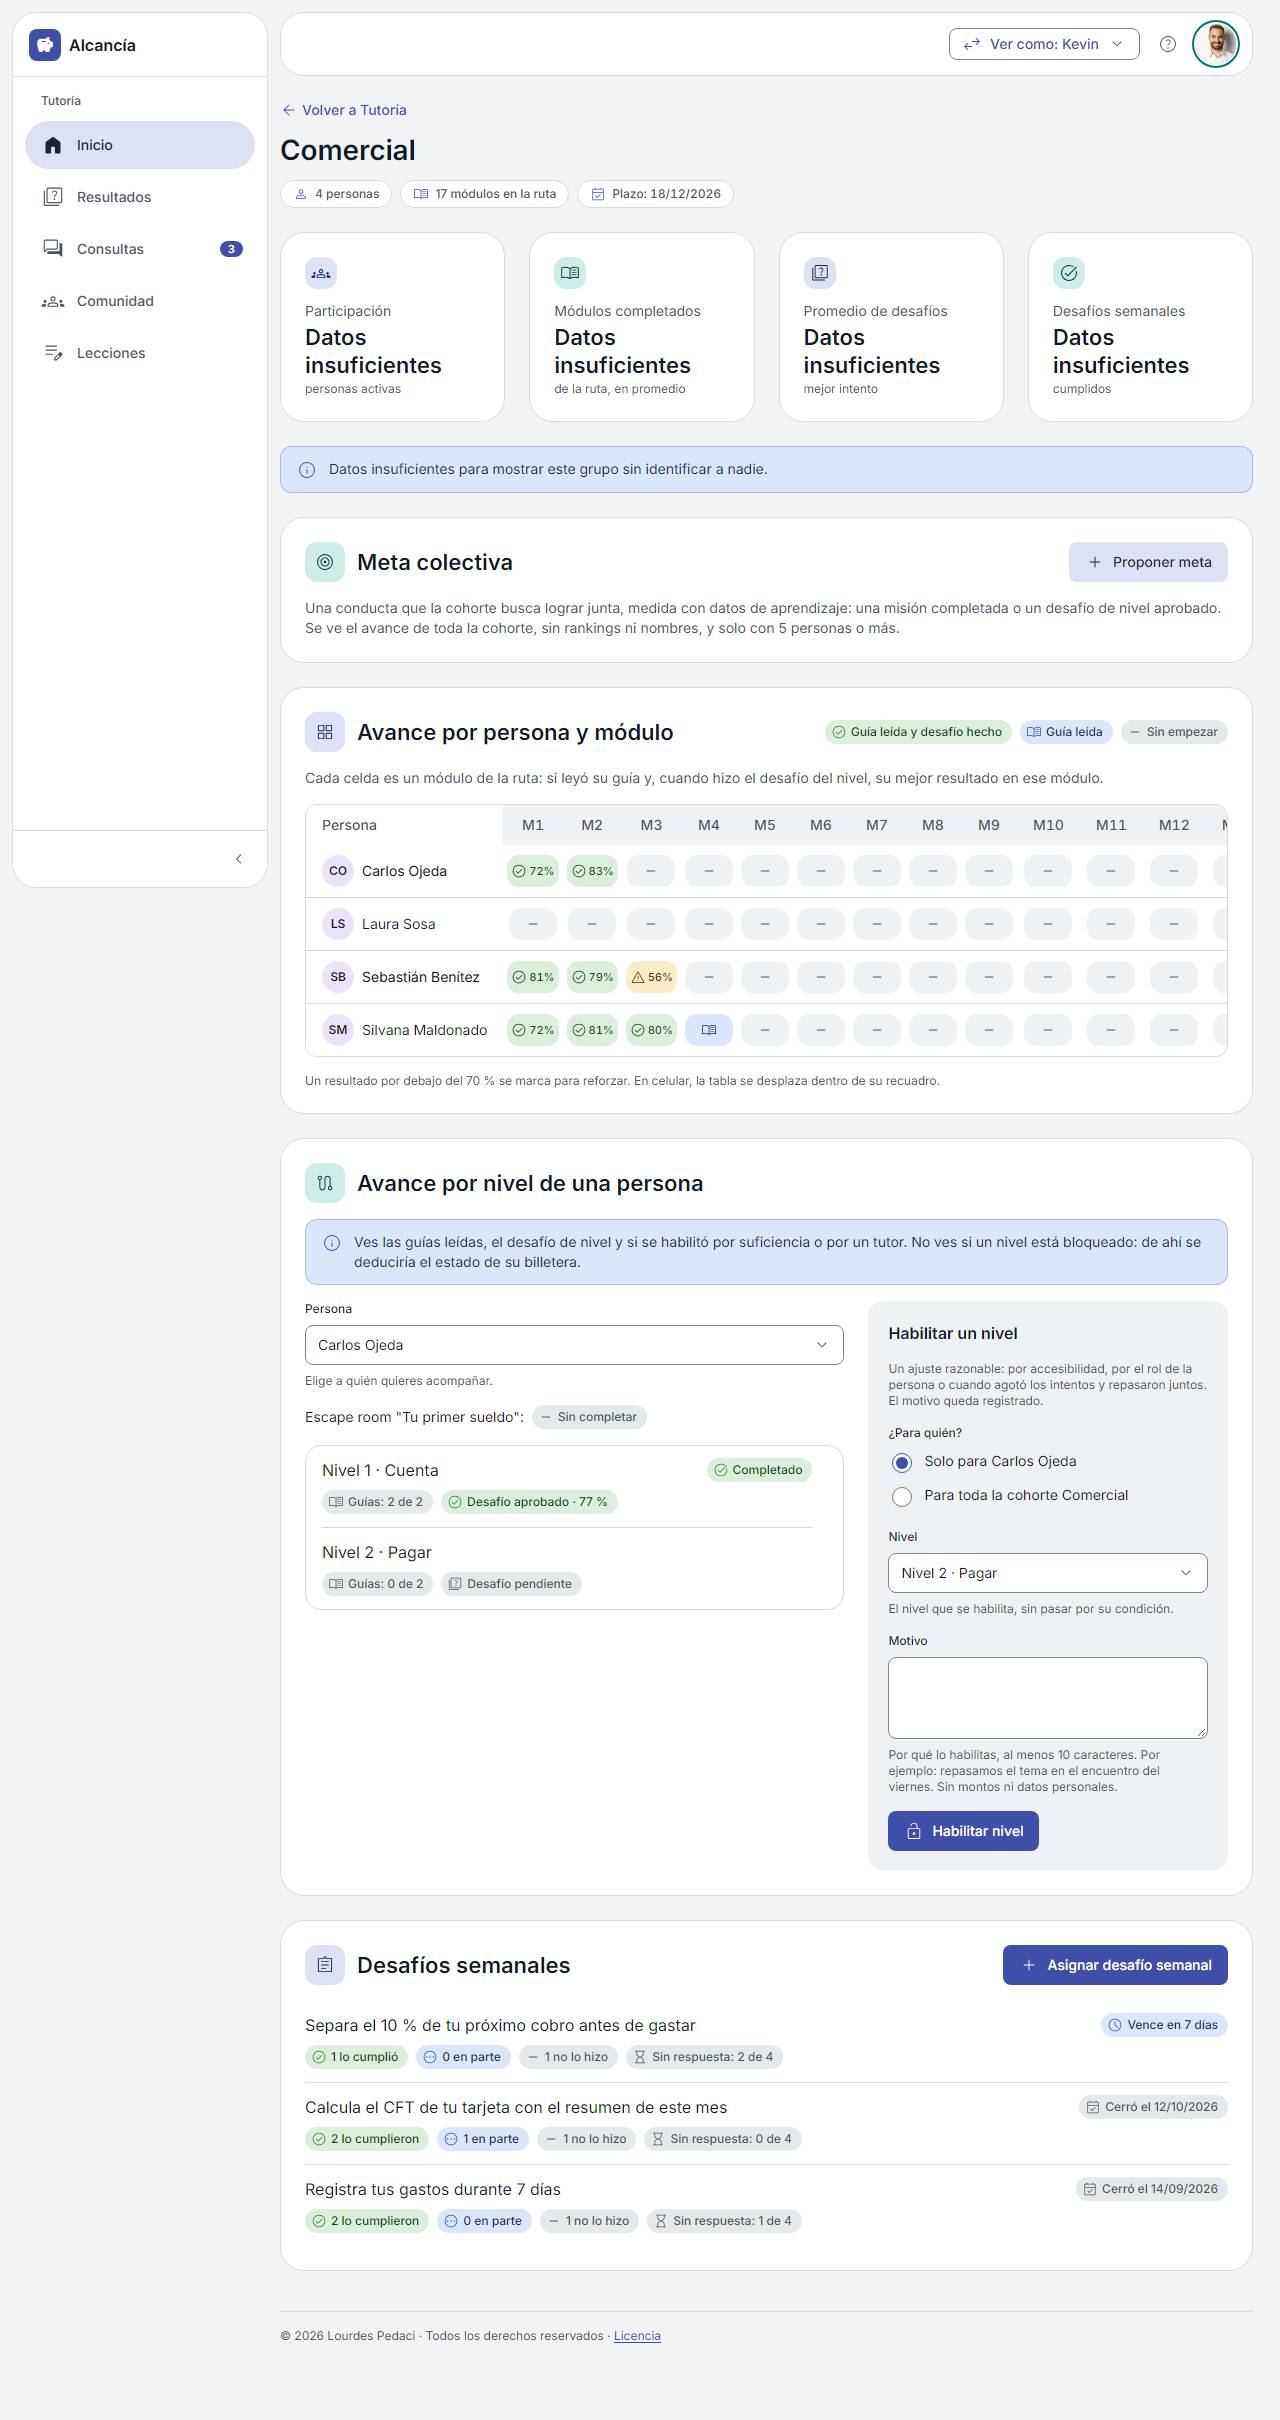 Alcancía
Ver como: Kevin
Tutoría
Inicio
Resultados
Consultas 3
Comunidad
Lecciones
Volver a Tutoría
Comercial
4 personas
17 módulos en la ruta
Plazo: 18/12/2026
Participación
Datos
insuficientes
personas activas
Módulos completados
Datos
insuficientes
de la ruta, en promedio
Promedio de desafíos
Datos
insuficientes
mejor intento
Desafíos semanales
Datos
insuficientes
cumplidos
Datos insuficientes para mostrar este grupo sin identificar a nadie.
Meta colectiva
Proponer meta
Una conducta que la cohorte busca lograr junta, medida con datos de aprendizaje: una misión completada o un desafío de nivel aprobado.
Se ve el avance de toda la cohorte, sin rankings ni nombres, y solo con 5 personas o más.
Avance por persona y módulo
Guía leída y desafío hecho
Guía leída
Sin empezar
Cada celda es un módulo de la ruta: si leyó su guía y, cuando hizo el desafío del nivel, su mejor resultado en ese módulo.
Persona M1 M2 M3 M4 M5 M6 M7 M8 M9 M10 M11 M12
CO Carlos Ojeda 72% 83% – – – – – – – – – –
LS Laura Sosa – – – – – – – – – – – –
SB Sebastián Benítez 81% 79% 56% – – – – – – – – –
SM Silvana Maldonado 72% 81% 80% – – – – – – – –
Un resultado por debajo del 70 % se marca para reforzar. En celular, la tabla se desplaza dentro de su recuadro.
Avance por nivel de una persona
Ves las guías leídas, el desafío de nivel y si se habilitó por suficiencia o por un tutor. No ves si un nivel está bloqueado: de ahí se
deduciría el estado de su billetera.
Persona
Carlos Ojeda
Elige a quién quieres acompañar.
Escape room "Tu primer sueldo": Sin completar
Nivel 1 · Cuenta
Completado
Guías: 2 de 2
Desafío aprobado · 77 %
Nivel 2 · Pagar
Guías: 0 de 2
Desafío pendiente
Habilitar un nivel
Un ajuste razonable: por accesibilidad, por el rol de la
persona o cuando agotó los intentos y repasaron juntos.
El motivo queda registrado.
¿Para quién?
Solo para Carlos Ojeda
Para toda la cohorte Comercial
Nivel
Nivel 2 · Pagar
El nivel que se habilita, sin pasar por su condición.
Motivo
Por qué lo habilitas, al menos 10 caracteres. Por
ejemplo: repasamos el tema en el encuentro del
viernes. Sin montos ni datos personales.
Habilitar nivel
Desafíos semanales
Asignar desafío semanal
Separa el 10 % de tu próximo cobro antes de gastar
Vence en 7 días
1 lo cumplió
0 en parte
1 no lo hizo
Sin respuesta: 2 de 4
Calcula el CFT de tu tarjeta con el resumen de este mes
Cerró el 12/10/2026
2 lo cumplieron
1 en parte
1 no lo hizo
Sin respuesta: 0 de 4
Registra tus gastos durante 7 días
Cerró el 14/09/2026
2 lo cumplieron
0 en parte
1 no lo hizo
Sin respuesta: 1 de 4
© 2026 Lourdes Pedaci · Todos los derechos reservados · Licencia